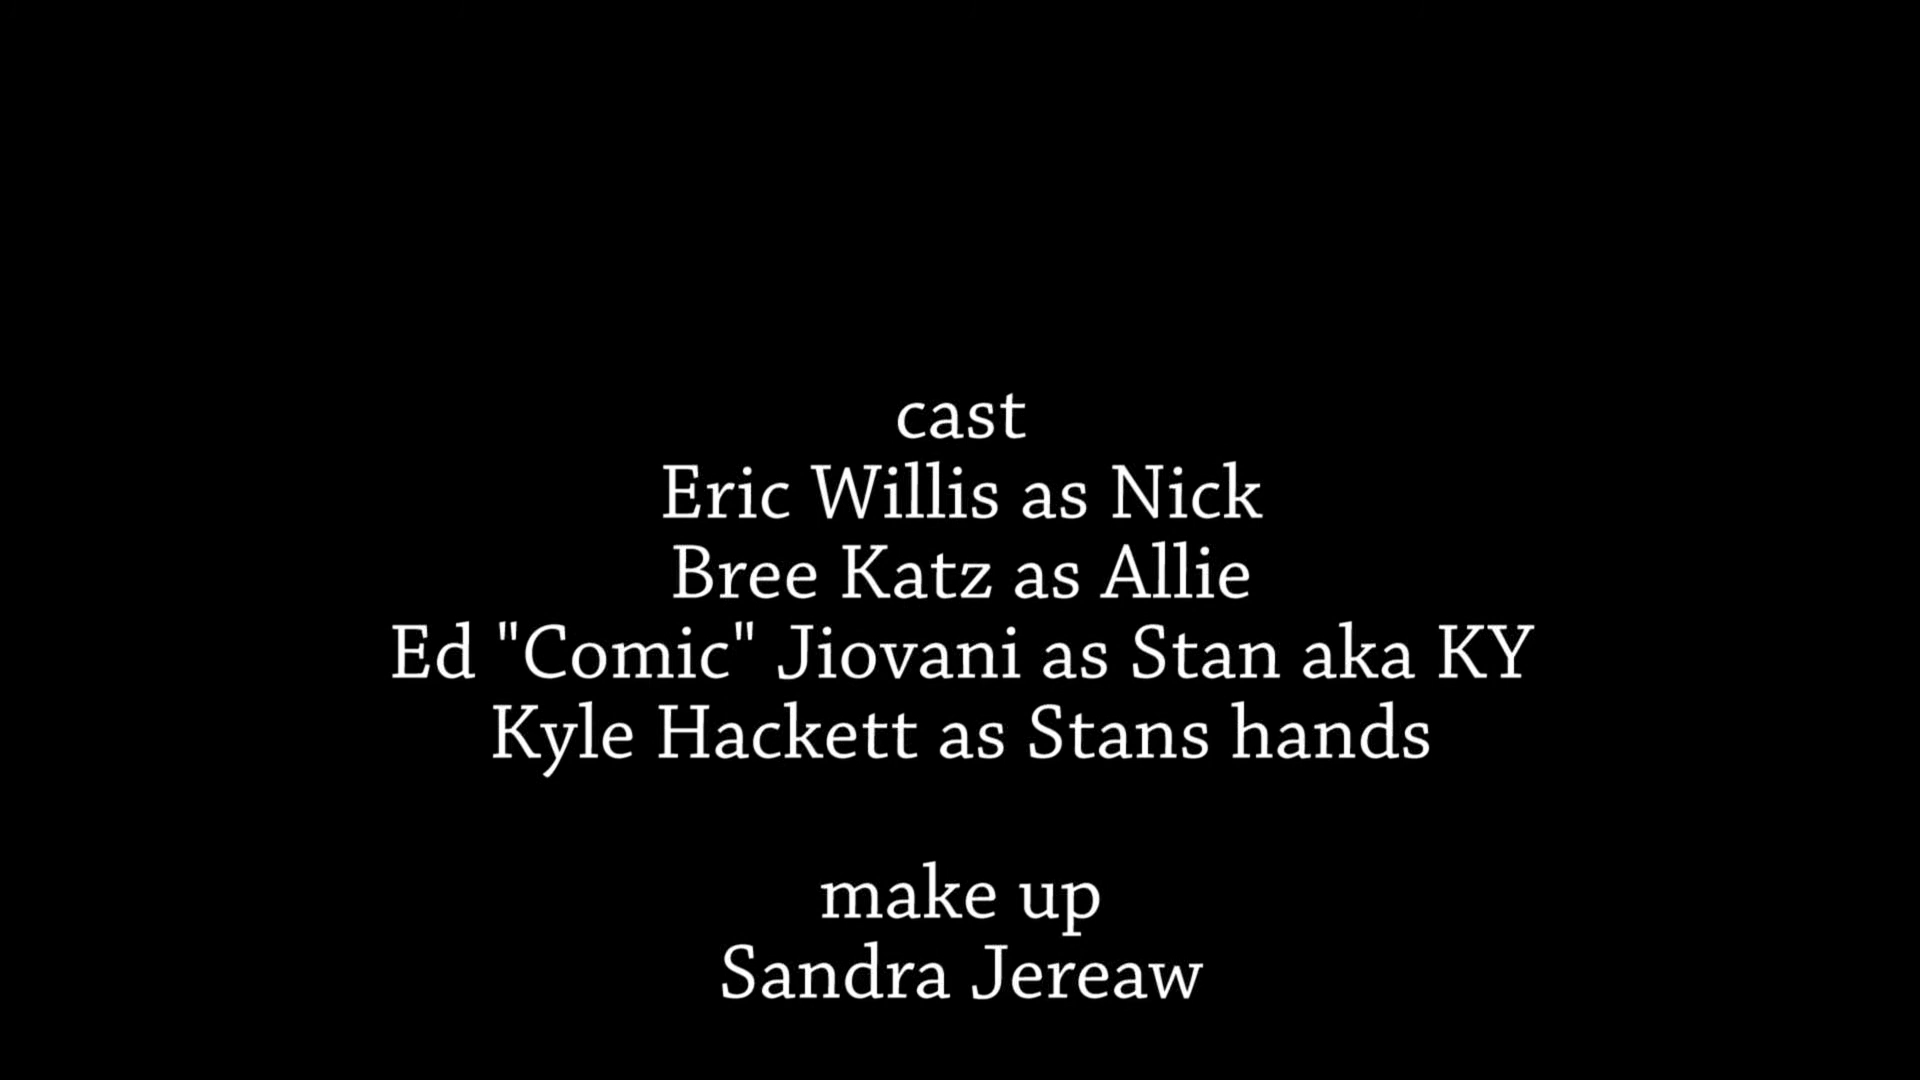 cast
Eric Willis as Nick
Bree Katz as Allie
Ed "Comic" Jiovani as Stan aka KY
Kyle Hackett as Stans hands
make up
Sandra Jereaw